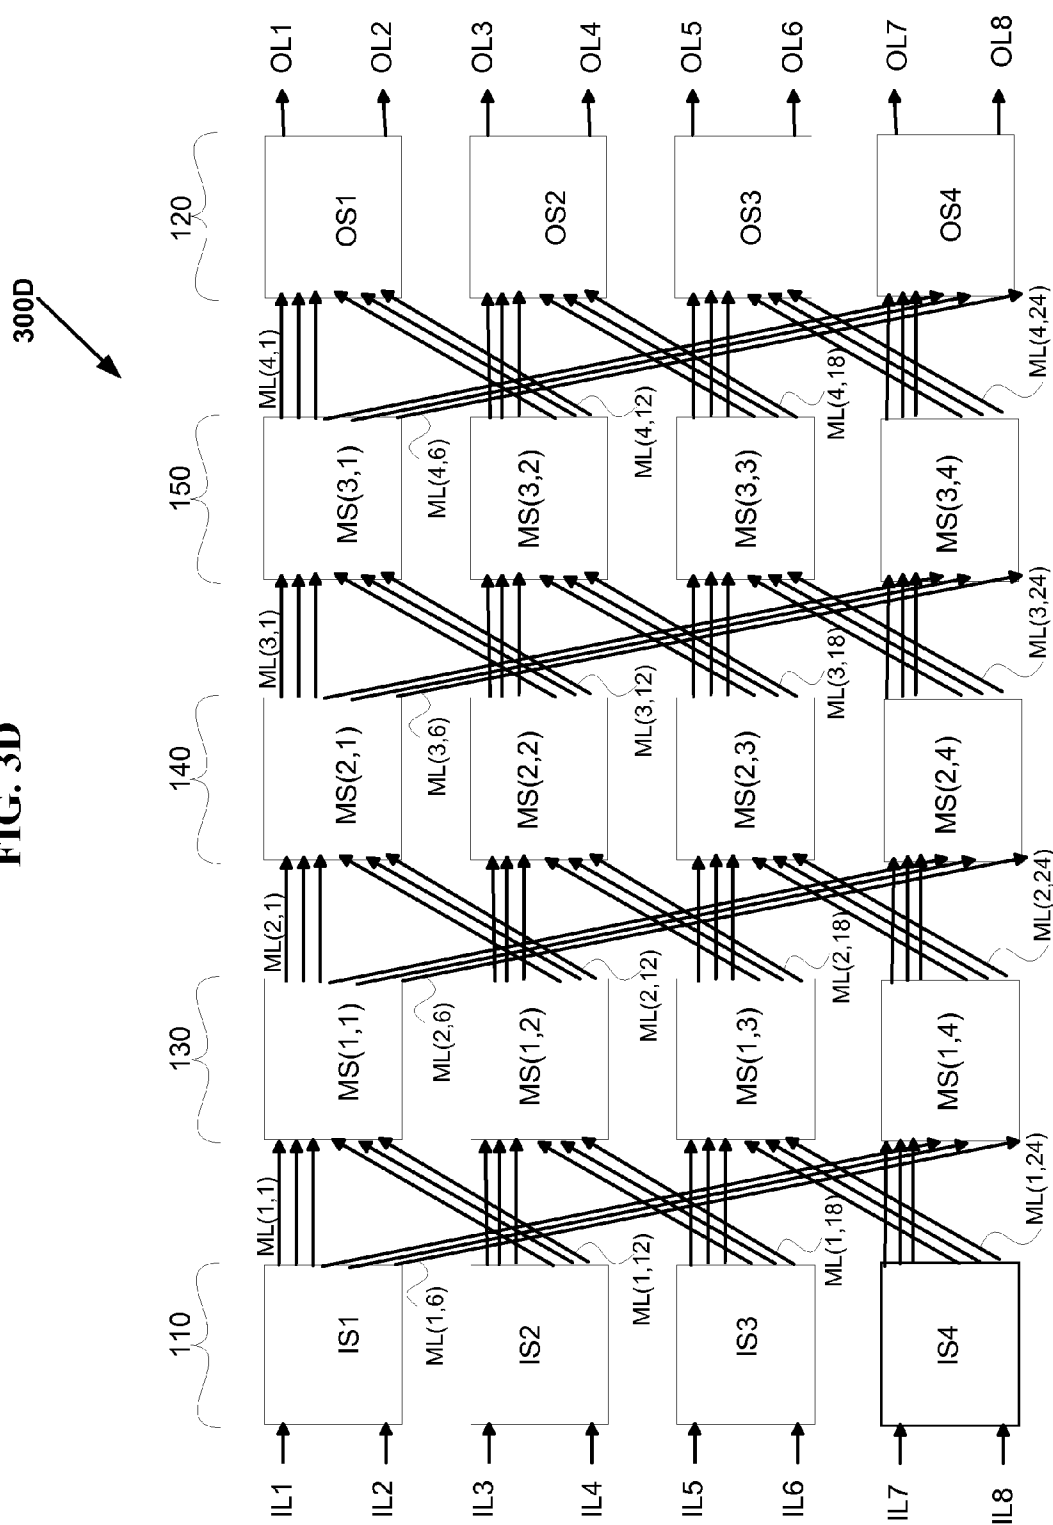 FIG. 3D
300D
110
130
140
150
120
IL1
IS1
ML(1,1)
MS(1,1)
ML(2,1)
MS(2,1)
ML(3,1)
MS(3,1)
ML(4,1)
OS1
OL1
IL2
ML(1,6)
ML(2,6)
ML(3,6)
ML(4,6)
OL2
IL3
IS2
MS(1,2)
MS(2,2)
MS(3,2)
OS2
OL3
IL4
ML(1,12)
ML(2,12)
ML(3,12)
ML(4,12)
OL4
IL5
IS3
MS(1,3)
MS(2,3)
MS(3,3)
OS3
OL5
IL6
ML(1,18)
ML(2,18)
ML(3,18)
ML(4,18)
OL6
IL7
IS4
MS(1,4)
MS(2,4)
MS(3,4)
OS4
OL7
IL8
ML(1,24)
ML(2,24)
ML(3,24)
ML(4,24)
OL8